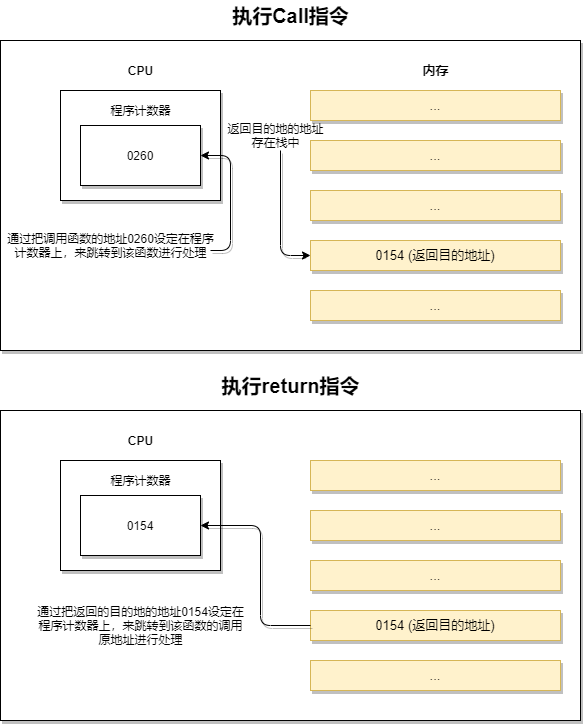 执行Call指令
CPU
内存
程序计数器
0260
返回目的地的地址
存在栈中
...
...
...
通过把调用函数的地址0260设定在程序
计数器上，来跳转到该函数进行处理
0154 (返回目的地址)
...
执行return指令
CPU
程序计数器
0154
...
...
...
通过把返回的目的地的地址0154设定在
程序计数器上，来跳转到该函数的调用
原地址进行处理
0154 (返回目的地址)
...